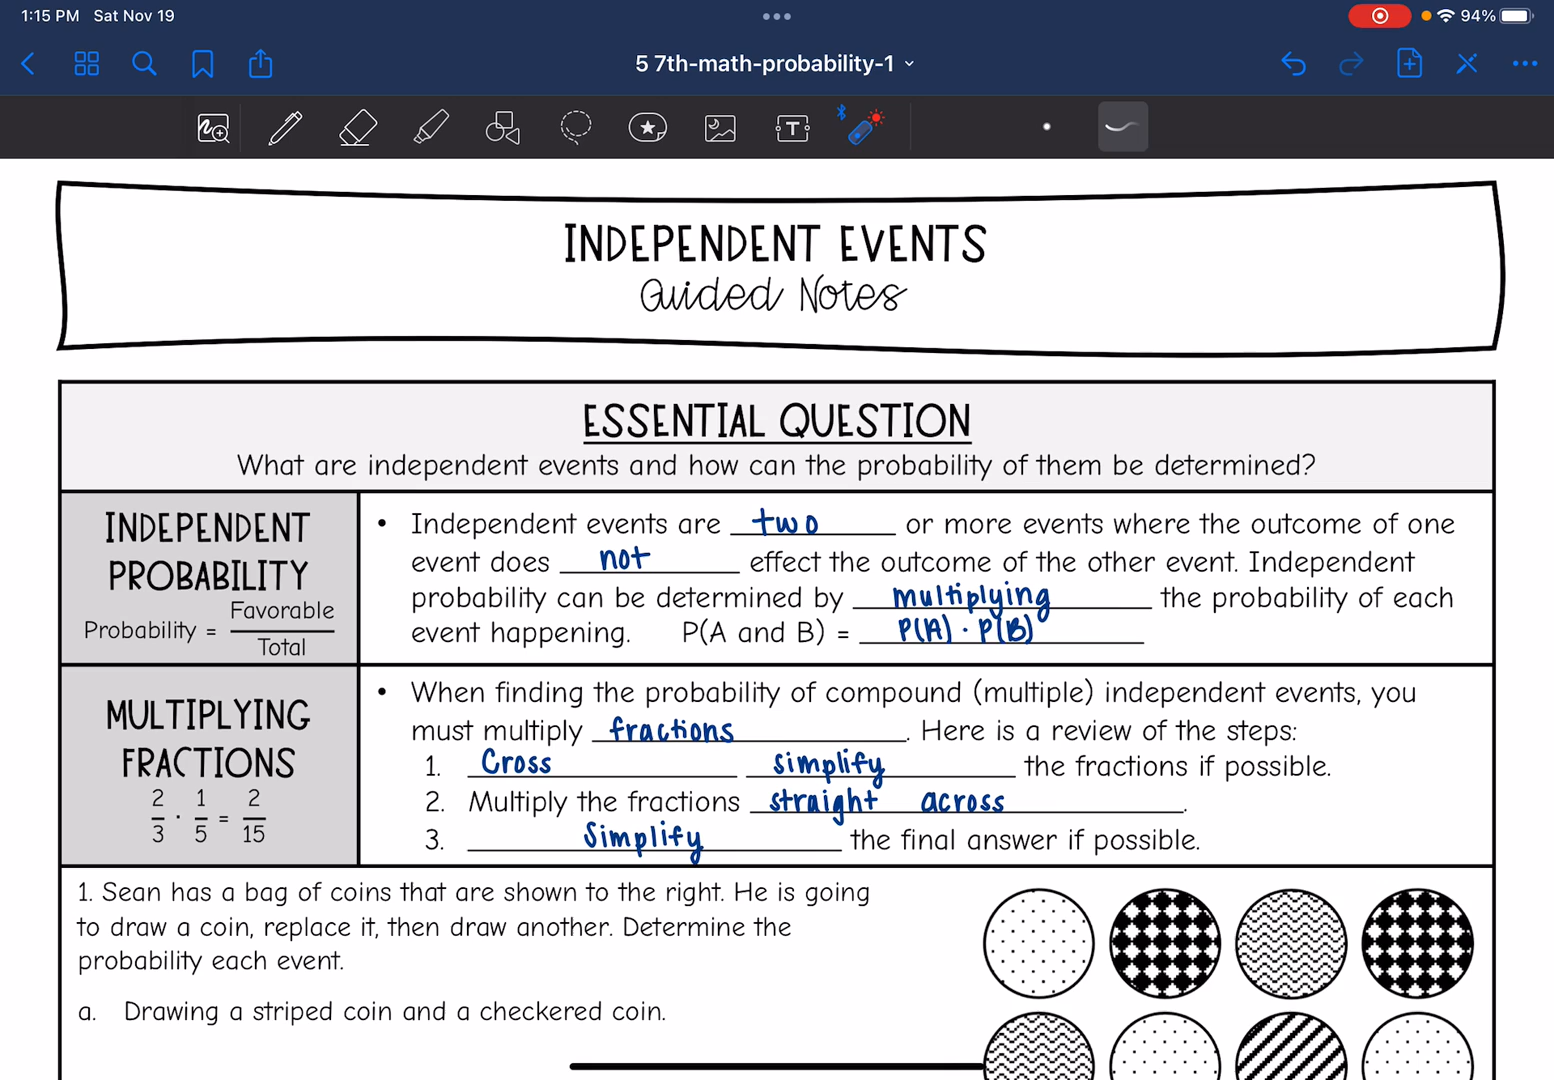 1:15 PM Sat Nov 19
94%
5 7th-math-probability-1
INDEPENDENT EVENTS
Guided Notes
ESSENTIAL QUESTION
What are independent events and how can the probability of them be determined?
INDEPENDENT
PROBABILITY
Probability = Favorable / Total
• Independent events are two or more events where the outcome of one
event does not effect the outcome of the other event. Independent
probability can be determined by multiplying the probability of each
event happening. P(A and B) = P(A) · P(B)
MULTIPLYING
FRACTIONS
2/3 · 1/5 = 2/15
• When finding the probability of compound (multiple) independent events, you
must multiply fractions. Here is a review of the steps:
1. Cross simplify the fractions if possible.
2. Multiply the fractions straight across.
3. Simplify the final answer if possible.
1. Sean has a bag of coins that are shown to the right. He is going
to draw a coin, replace it, then draw another. Determine the
probability each event.
a. Drawing a striped coin and a checkered coin.